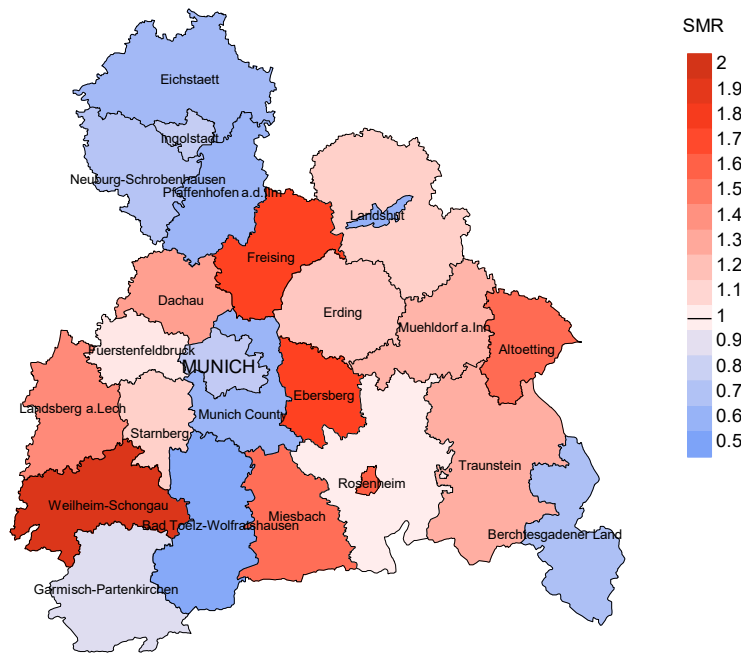 SMR
2
1.9
1.8
1.7
1.6
1.5
1.4
1.3
1.2
1.1
1
0.9
0.8
0.7
0.6
0.5
Eichstaett
Ingolstadt
Neuburg-Schrobenhausen
Pfaffenhofen a.d.Ilm
Landshut
Freising
Dachau
Erding
Muehldorf a.Inn
Altoetting
Fuerstenfeldbruck
MUNICH
Ebersberg
Landsberg a.Lech
Munich County
Starnberg
Traunstein
Rosenheim
Weilheim-Schongau
Miesbach
Bad Toelz-Wolfratshausen
Berchtesgadener Land
Garmisch-Partenkirchen